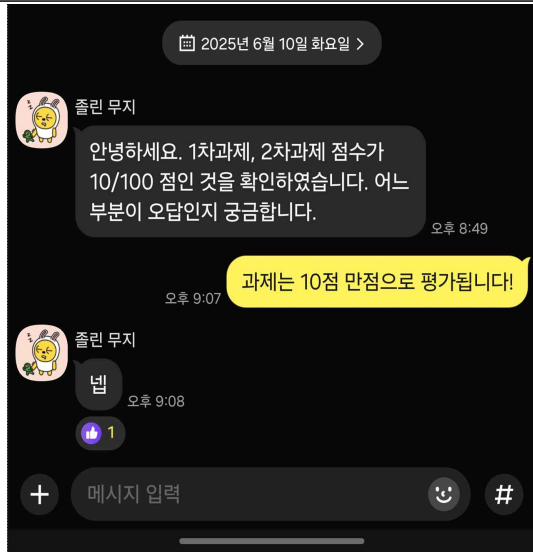 2025년 6월 10일 화요일 >
졸린 무지
안녕하세요. 1차과제, 2차과제 점수가
10/100 점인 것을 확인하였습니다. 어느
부분이 오답인지 궁금합니다.
오후 8:49
과제는 10점 만점으로 평가됩니다!
오후 9:07
졸린 무지
넵
오후 9:08
1
메시지 입력
#